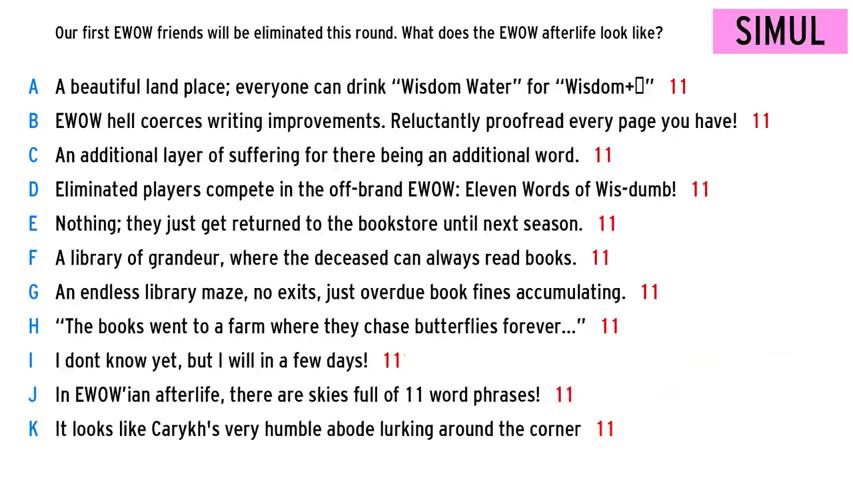 Our first EWOW friends will be eliminated this round. What does the EWOW afterlife look like?
SIMUL
A A beautiful land place; everyone can drink “Wisdom Water” for “Wisdom+▯” 11
B EWOW hell coerces writing improvements. Reluctantly proofread every page you have! 11
C An additional layer of suffering for there being an additional word. 11
D Eliminated players compete in the off-brand EWOW: Eleven Words of Wis-dumb! 11
E Nothing; they just get returned to the bookstore until next season. 11
F A library of grandeur, where the deceased can always read books. 11
G An endless library maze, no exits, just overdue book fines accumulating. 11
H “The books went to a farm where they chase butterflies forever...” 11
I I dont know yet, but I will in a few days! 11
J In EWOW’ian afterlife, there are skies full of 11 word phrases! 11
K It looks like Carykh's very humble abode lurking around the corner 11